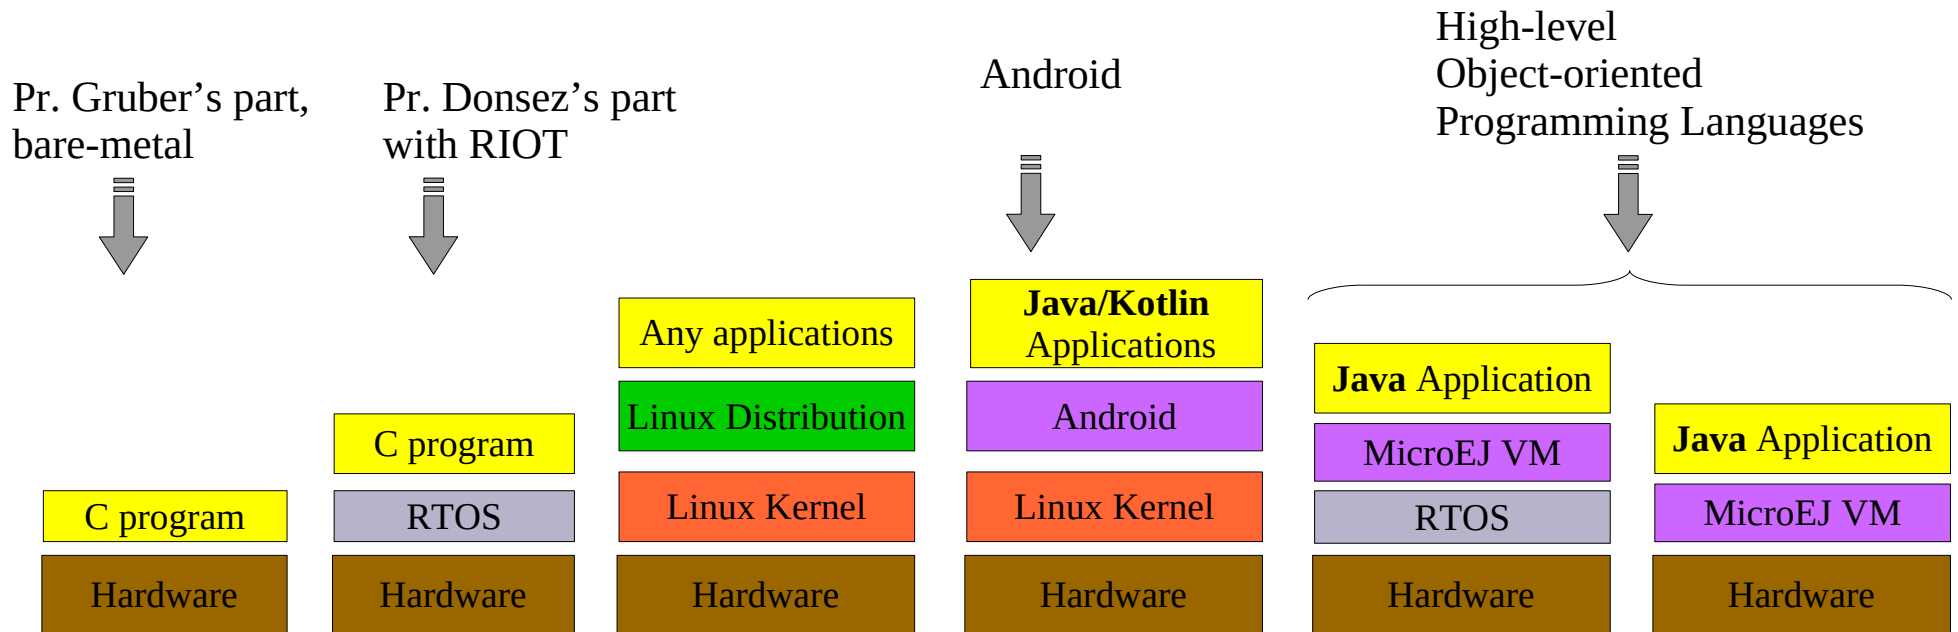 Pr. Gruber’s part,
bare-metal
Pr. Donsez’s part
with RIOT
Android
High-level
Object-oriented
Programming Languages
C program
Hardware
C program
RTOS
Hardware
Any applications
Linux Distribution
Linux Kernel
Hardware
Java/Kotlin
Applications
Android
Linux Kernel
Hardware
Java Application
MicroEJ VM
RTOS
Hardware
Java Application
MicroEJ VM
Hardware